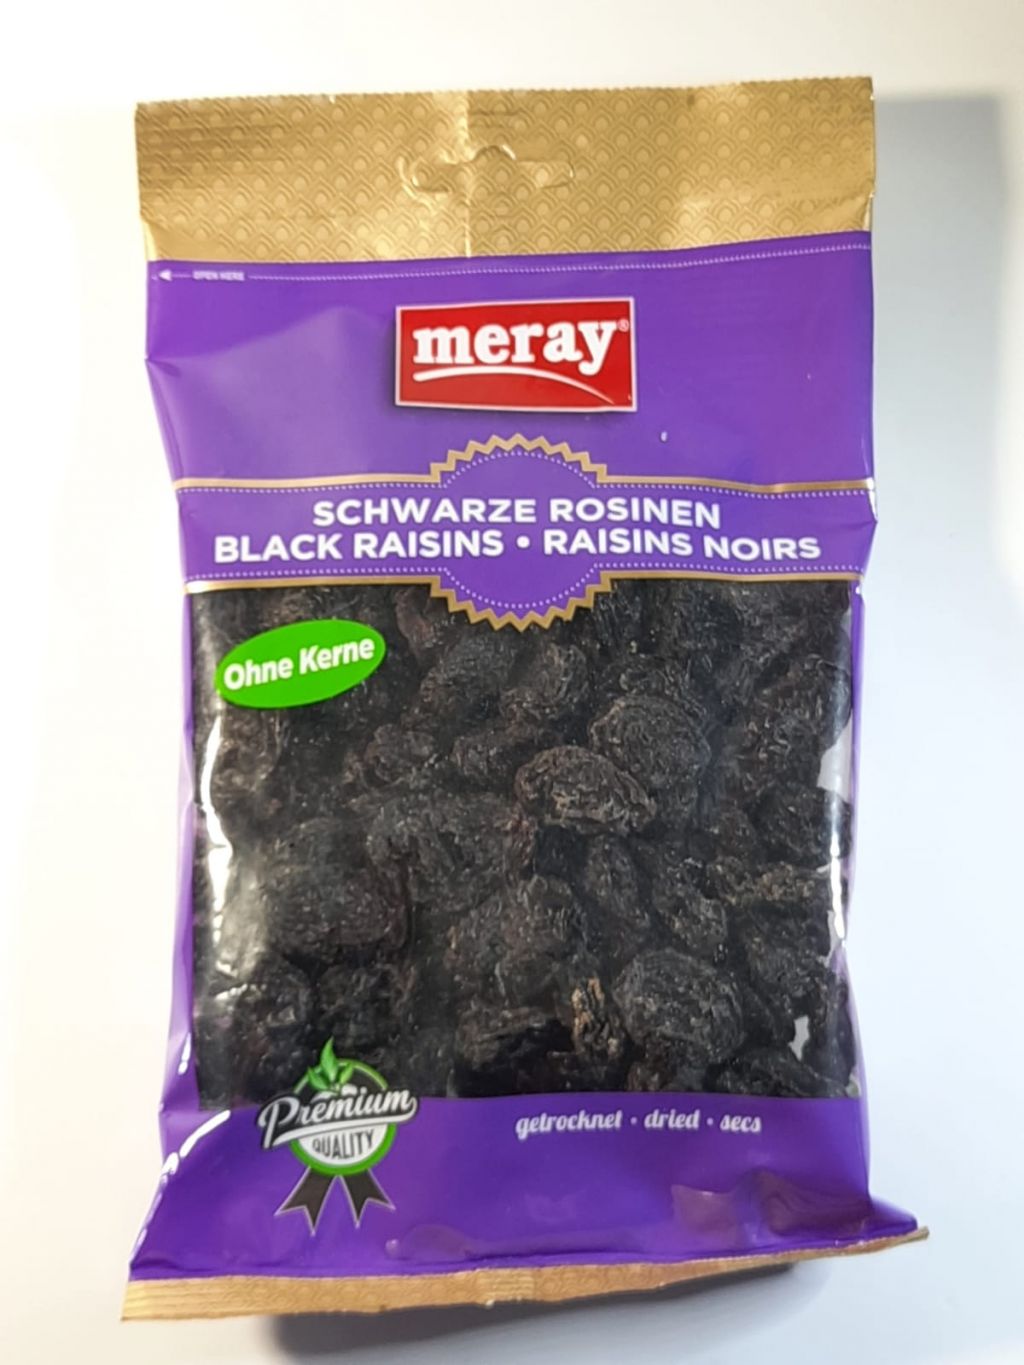 OPEN HERE
meray®
SCHWARZE ROSINEN
BLACK RAISINS • RAISINS NOIRS
Ohne Kerne
Premium
QUALITY
getrocknet • dried • secs